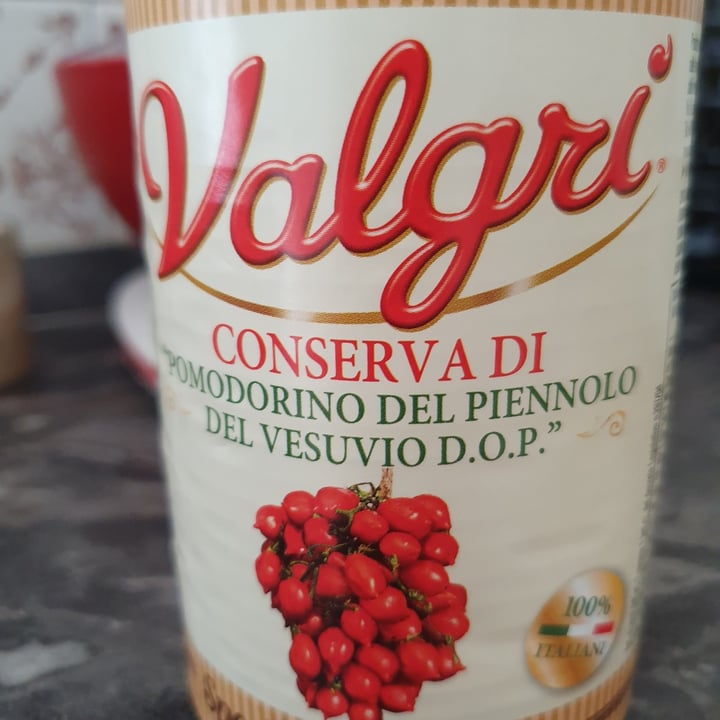 Valgri
®
CONSERVA DI
"POMODORINO DEL PIENNOLO
DEL VESUVIO D.O.P."
100%
ITALIANI